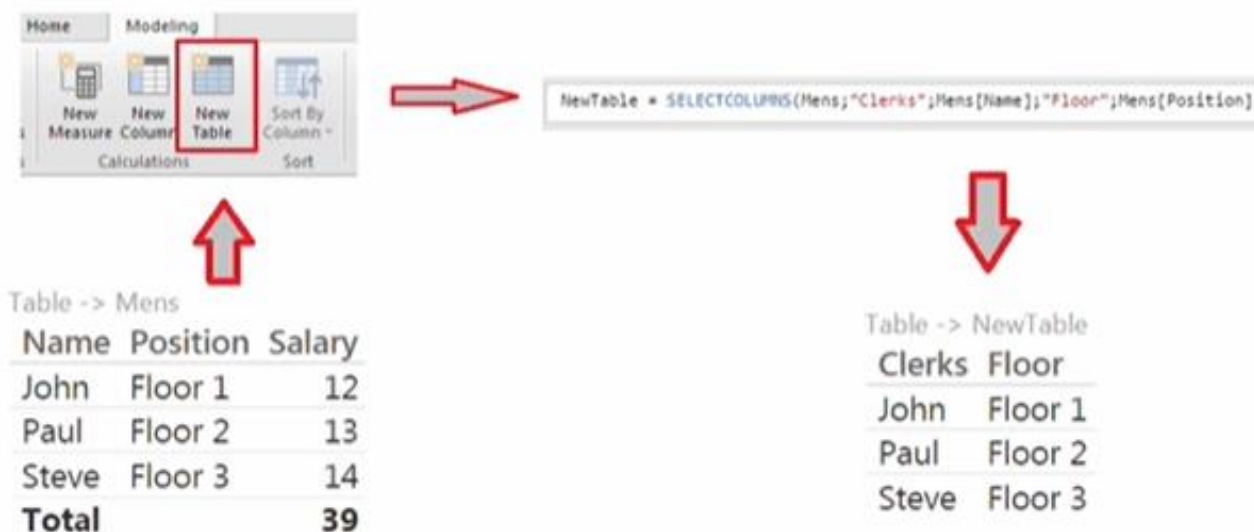 Home Modeling
New Measure New Column New Table Sort By Column
Calculations Sort
NewTable = SELECTCOLUMNS(Mens;"Clerks";Mens[Name];"Floor";Mens[Position]
Table -> Mens
Name Position Salary
John Floor 1 12
Paul Floor 2 13
Steve Floor 3 14
Total 39
Table -> NewTable
Clerks Floor
John Floor 1
Paul Floor 2
Steve Floor 3